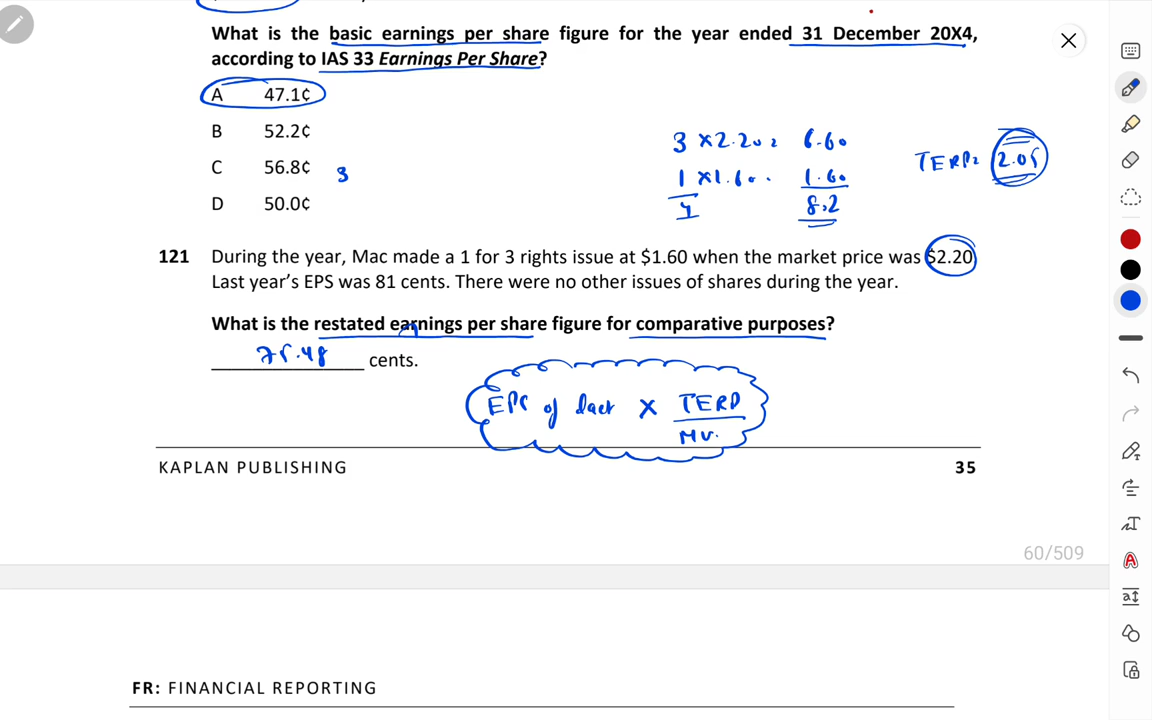 What is the basic earnings per share figure for the year ended 31 December 20X4,
according to IAS 33 Earnings Per Share?
A 47.1¢
B 52.2¢
C 56.8¢ 3
D 50.0¢
3 × 2.20 = 6.60
1 × 1.60 = 1.60
4 8.2
TERP = 2.05
121 During the year, Mac made a 1 for 3 rights issue at $1.60 when the market price was $2.20
Last year's EPS was 81 cents. There were no other issues of shares during the year.
What is the restated earnings per share figure for comparative purposes?
75.48 cents.
EPS of last × TERP
MV.
KAPLAN PUBLISHING 35
60/509
FR: FINANCIAL REPORTING